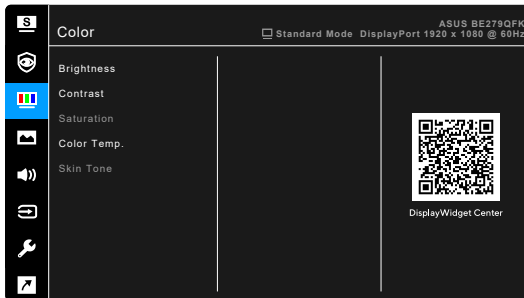 S
Color
ASUS BE279QFK
Standard Mode DisplayPort 1920 x 1080 @ 60Hz
Brightness
Contrast
Saturation
Color Temp.
Skin Tone
DisplayWidget Center